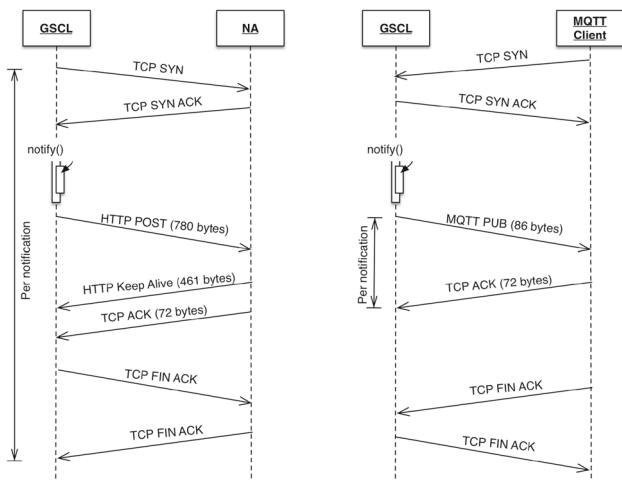 GSCL
NA
TCP SYN
TCP SYN ACK
notify()
HTTP POST (780 bytes)
HTTP Keep Alive (461 bytes)
TCP ACK (72 bytes)
TCP FIN ACK
TCP FIN ACK
Per notification
GSCL
MQTT
Client
TCP SYN
TCP SYN ACK
notify()
MQTT PUB (86 bytes)
Per notification
TCP ACK (72 bytes)
TCP FIN ACK
TCP FIN ACK